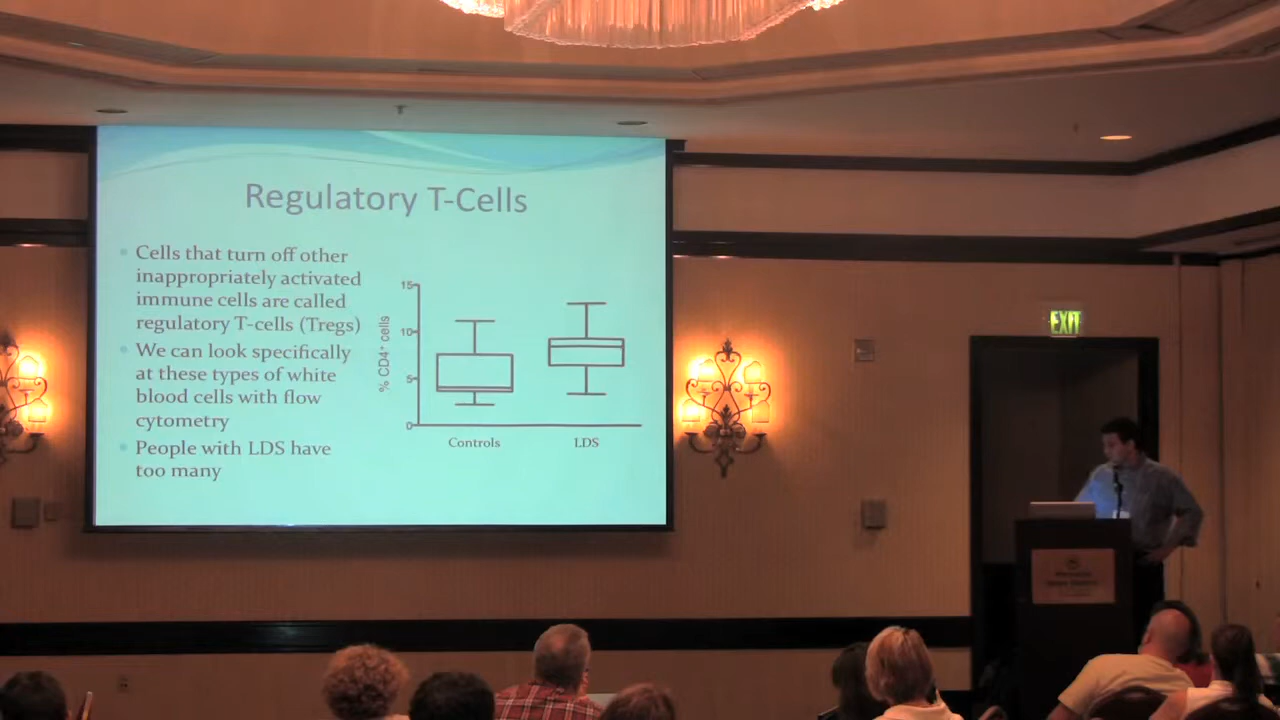 Regulatory T-Cells
Cells that turn off other
inappropriately activated
immune cells are called
regulatory T-cells (Tregs)
We can look specifically
at these types of white
blood cells with flow
cytometry
People with LDS have
too many
% CD4⁺ cells
15
10
5
0
Controls
LDS
EXIT